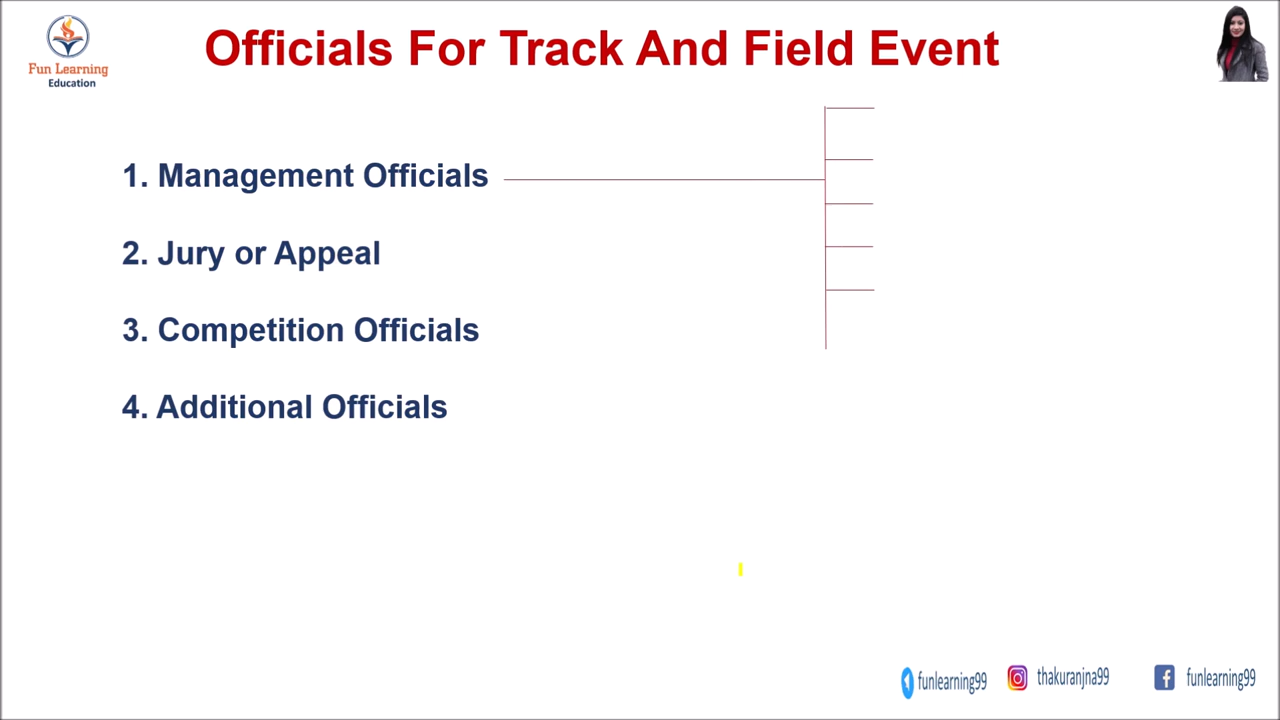 Officials For Track And Field Event
Fun Learning
Education
1. Management Officials
2. Jury or Appeal
3. Competition Officials
4. Additional Officials
funlearning99
thakuranjna99
funlearning99